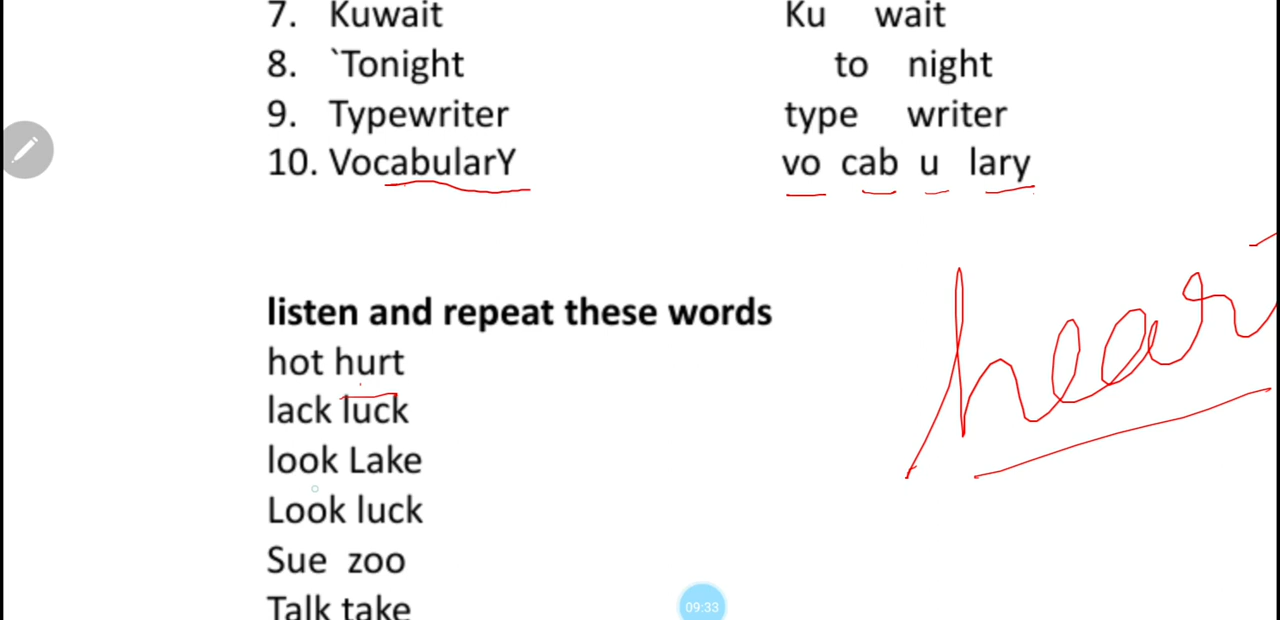 7. Kuwait Ku wait
8. `Tonight to night
9. Typewriter type writer
10. VocabularY vo cab u lary
listen and repeat these words
hot hurt
lack luck
look Lake
Look luck
Sue zoo
Talk take
09:33